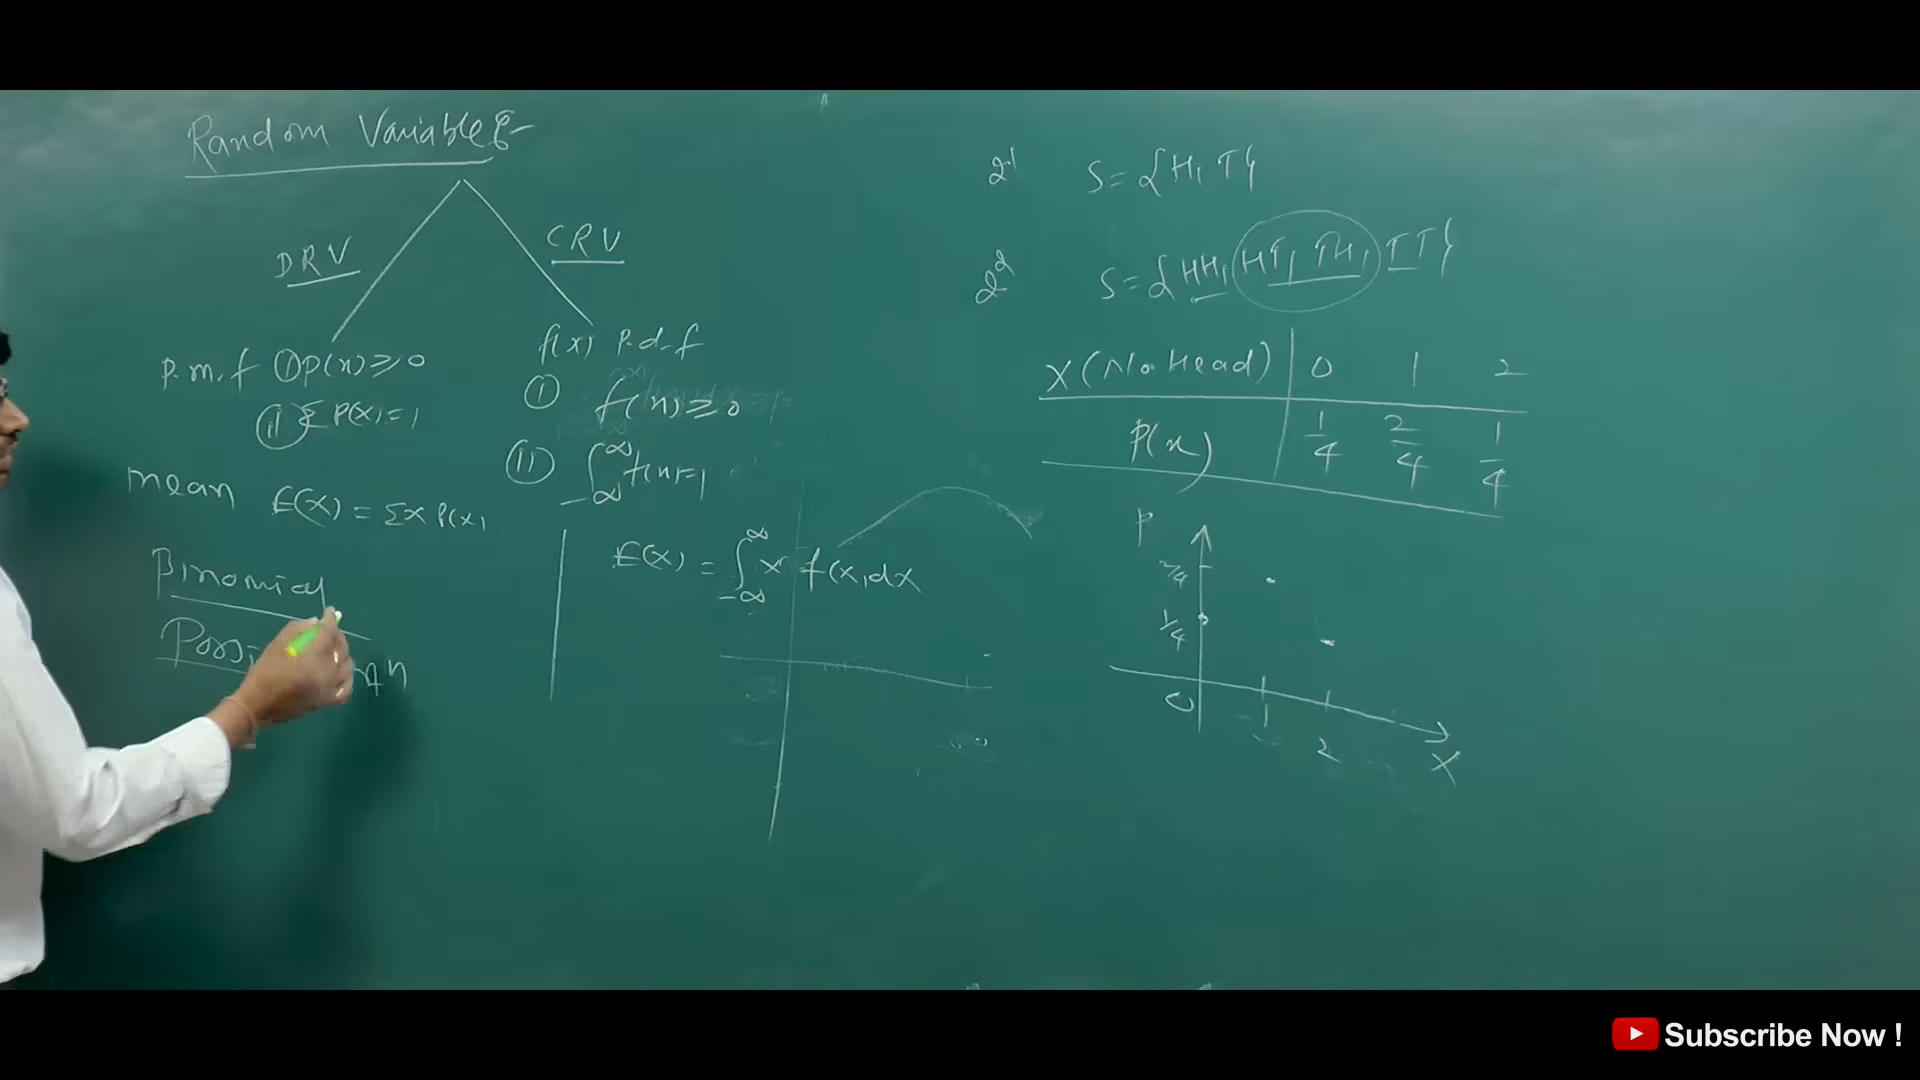 Random Variable :-
DRV
CRV
p.m.f ① p(x) ≥ 0
(ii) Σ P(x) = 1
mean E(x) = Σx P(x)
Binomial
f(x) p.d.f
① f(x) ≥ 0
(ii) ∫_{-∞}^{∞} f(x) = 1
E(x) = ∫_{-∞}^{∞} x f(x) dx
2¹ S = {H, T}
2² S = {HH, HT, TH, TT}
X (No Head) 0 1 2
P(x) 1/4 2/4 1/4
P
2/4
1/4
0 1 2 X
Subscribe Now !